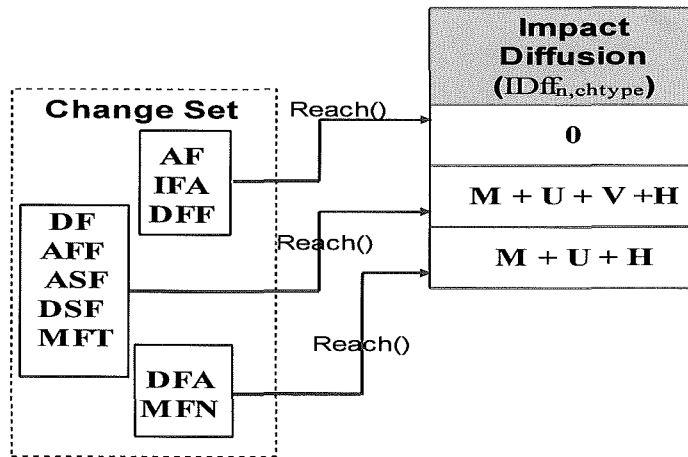 Change Set
AF
IFA
DFF
DF
AFF
ASF
DSF
MFT
DFA
MFN
Reach()
Reach()
Reach()
Impact
Diffusion
(IDff_{n,chtype})
0
M + U + V +H
M + U + H